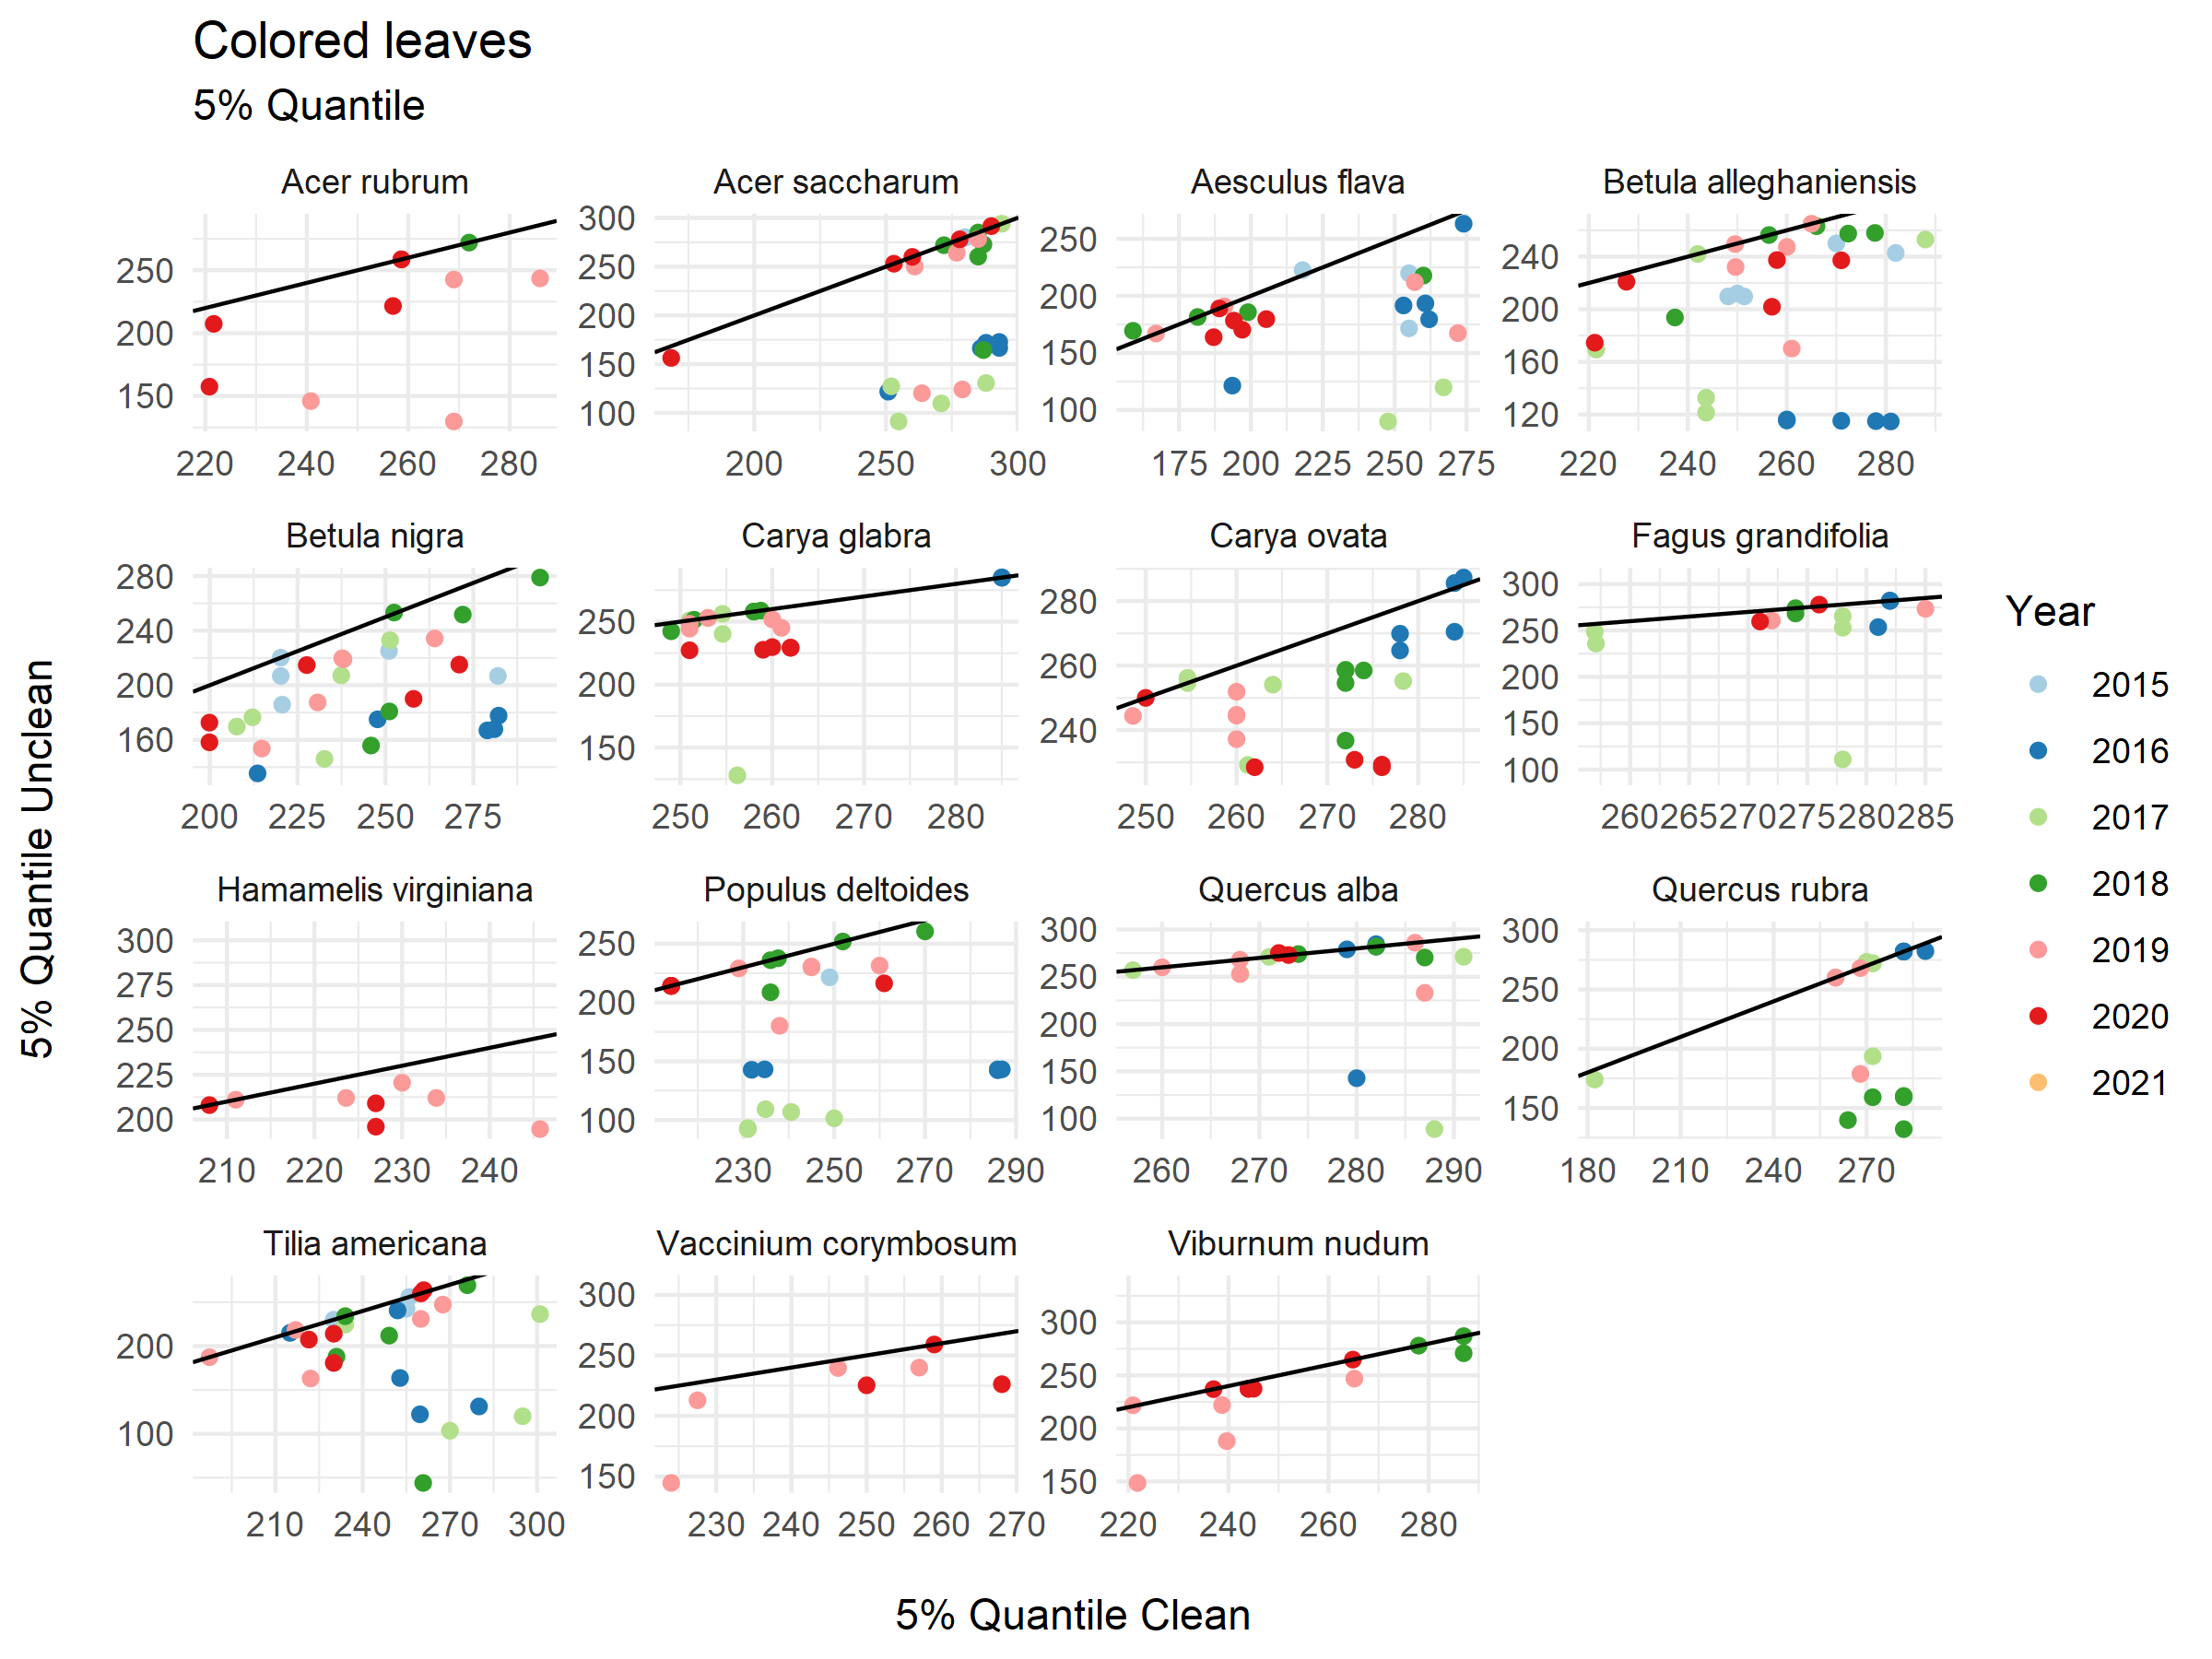 Colored leaves
5% Quantile
Acer rubrum
Acer saccharum
Aesculus flava
Betula alleghaniensis
250
200
150
300
250
200
150
100
250
200
150
100
240
200
160
120
220 240 260 280
200 250 300
175 200 225 250 275
220 240 260 280
Betula nigra
Carya glabra
Carya ovata
Fagus grandifolia
280
240
200
160
250
200
150
280
260
240
300
250
200
150
100
200 225 250 275
250 260 270 280
250 260 270 280
260 265 270 275 280 285
Hamamelis virginiana
Populus deltoides
Quercus alba
Quercus rubra
300
275
250
225
200
250
200
150
100
300
250
200
150
100
300
250
200
150
210 220 230 240
230 250 270 290
260 270 280 290
180 210 240 270
Tilia americana
Vaccinium corymbosum
Viburnum nudum
200
100
300
250
200
150
300
250
200
150
210 240 270 300
230 240 250 260 270
220 240 260 280
5% Quantile Unclean
5% Quantile Clean
Year
2015
2016
2017
2018
2019
2020
2021